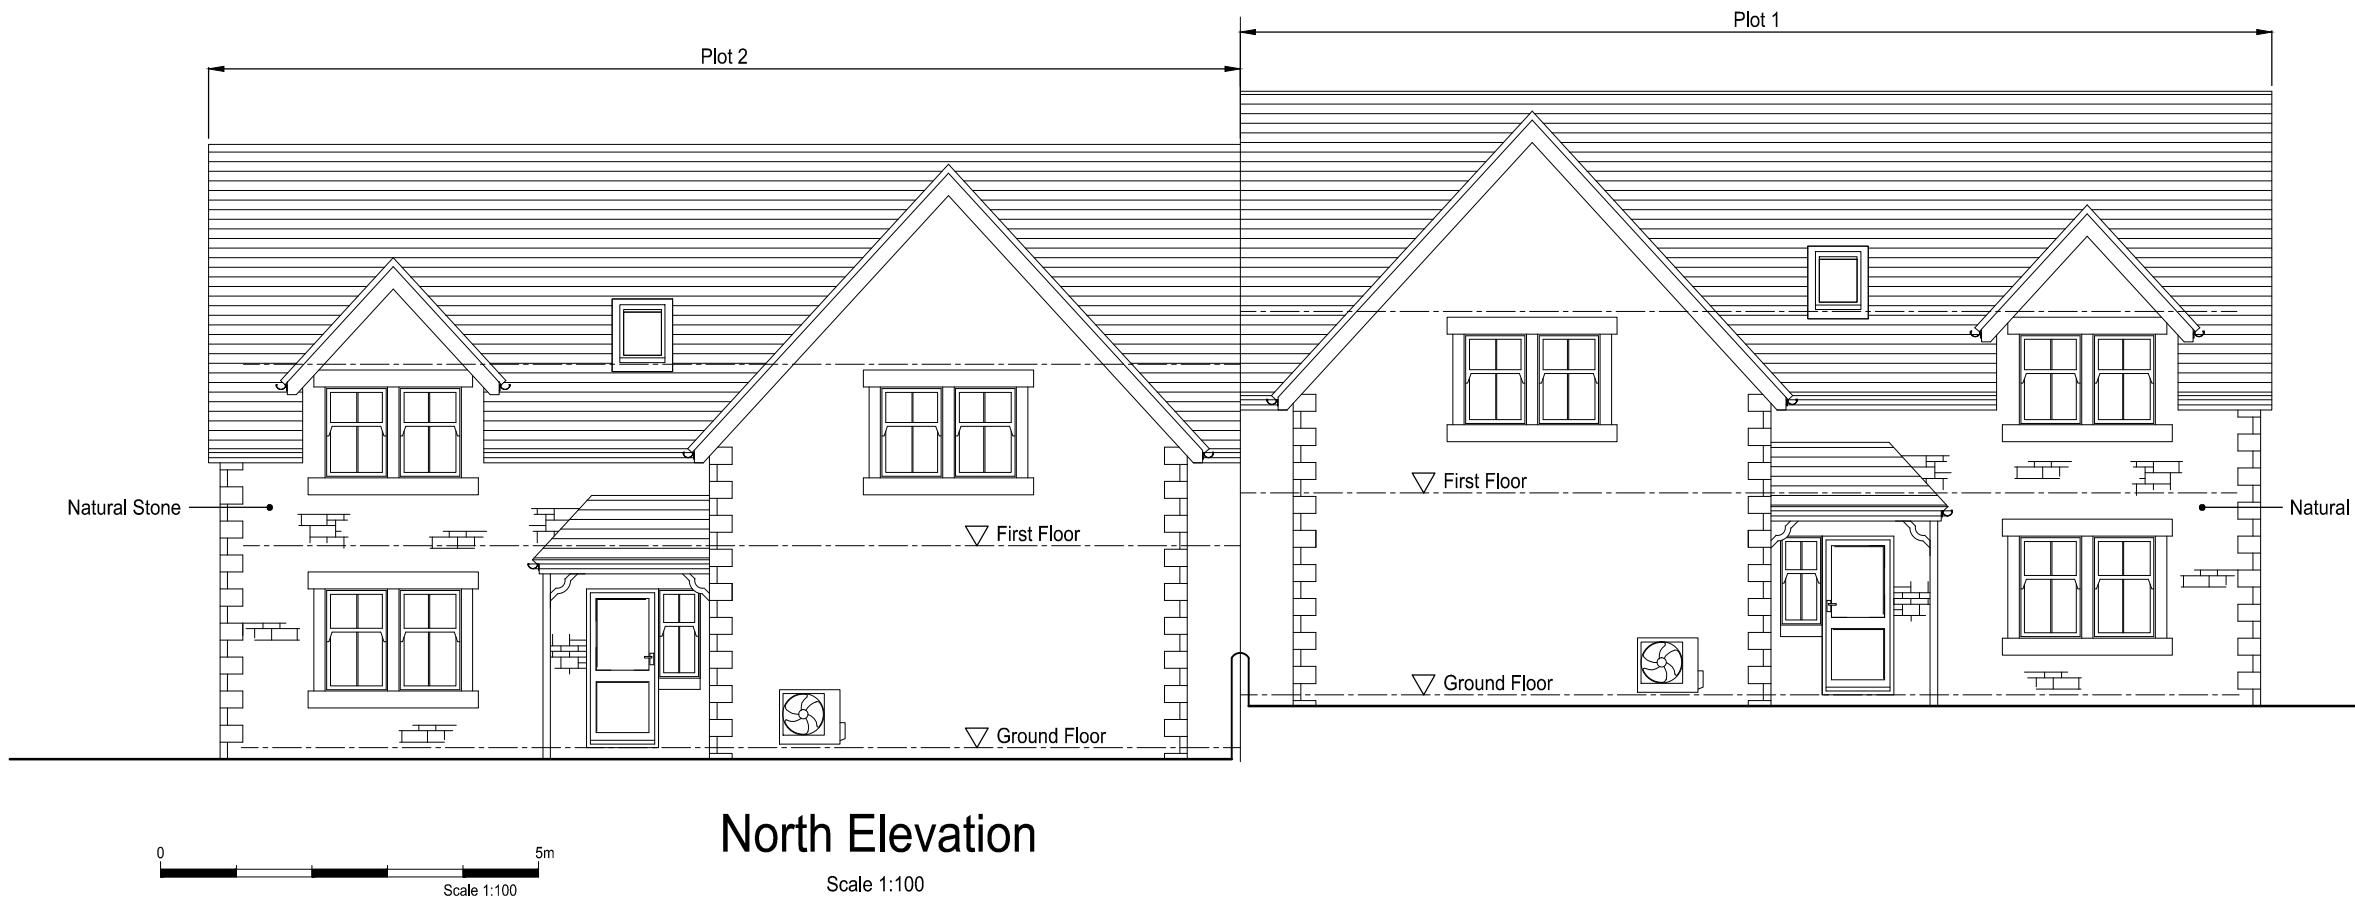 Plot 1
Plot 2
First Floor
Natural Stone
Natural
First Floor
Ground Floor
Ground Floor
North Elevation
0
5m
Scale 1:100
Scale 1:100